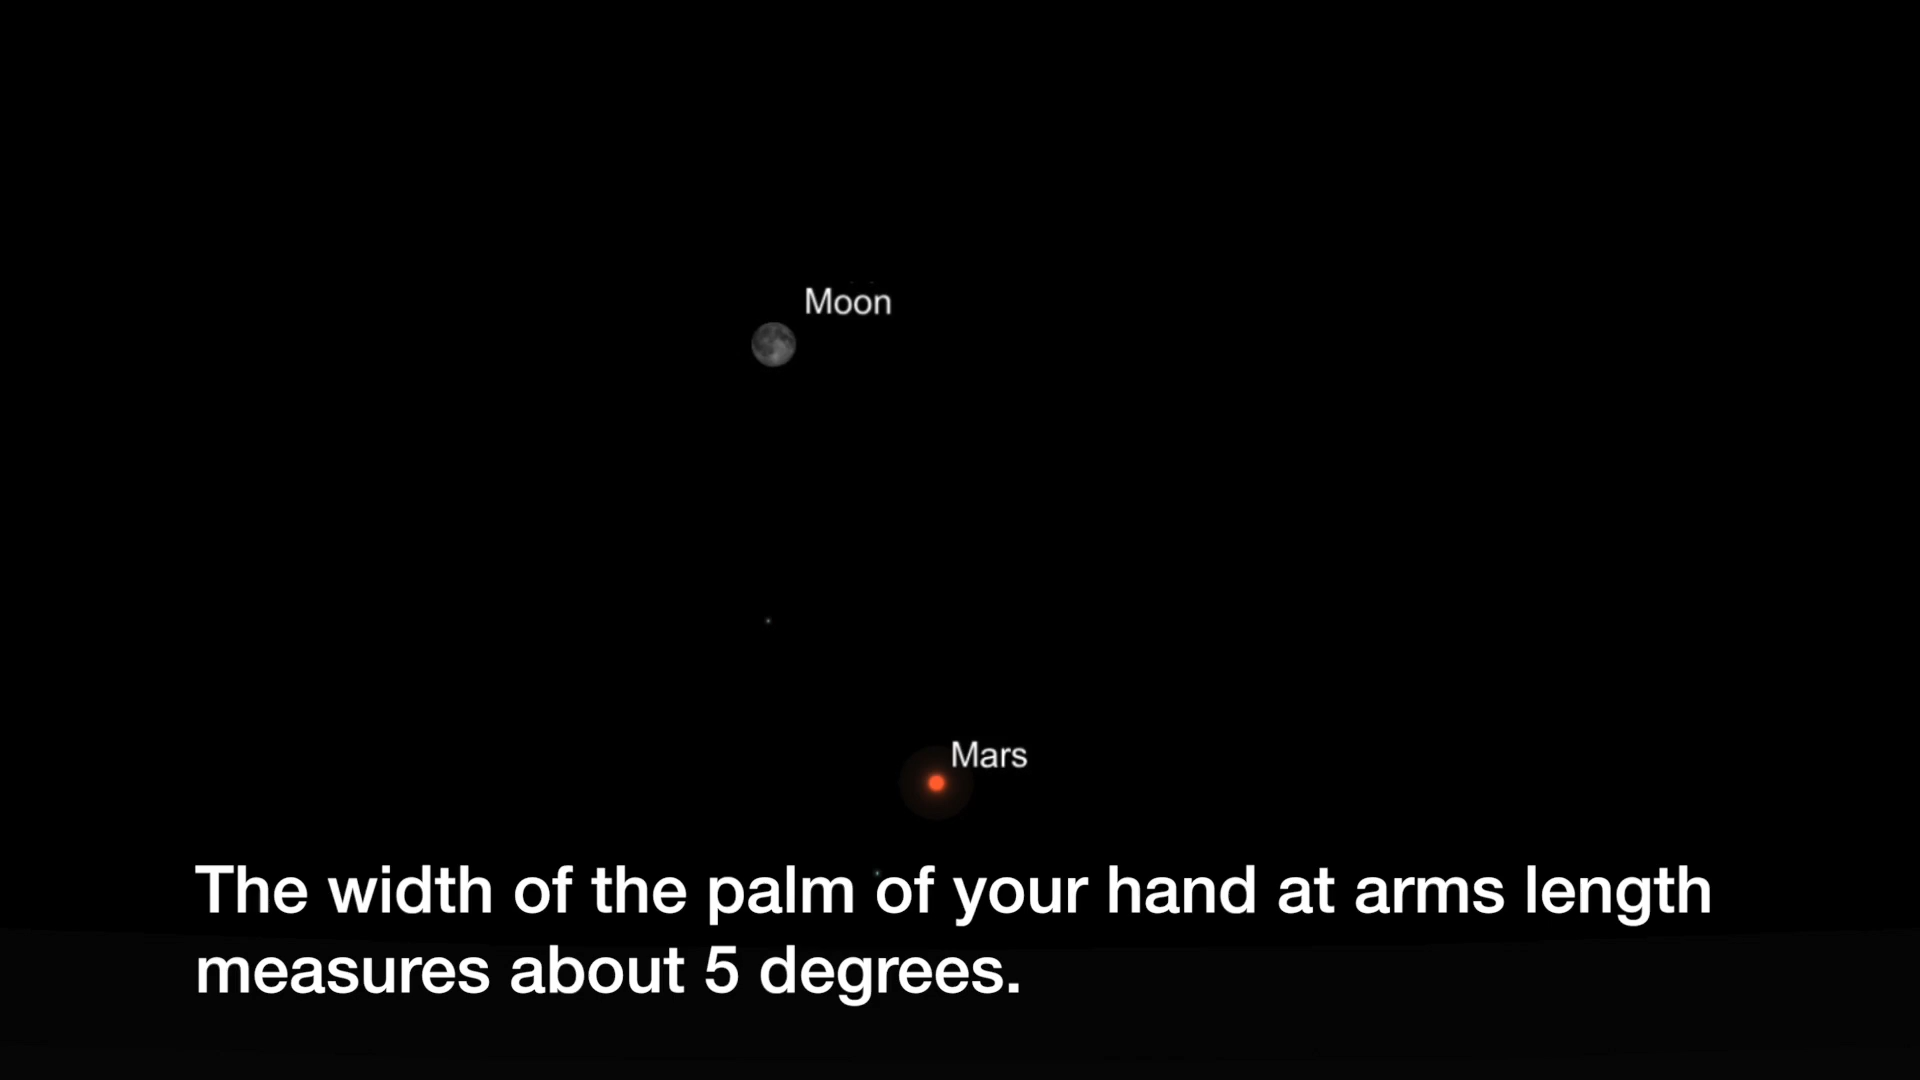 Moon
Mars
The width of the palm of your hand at arms length
measures about 5 degrees.